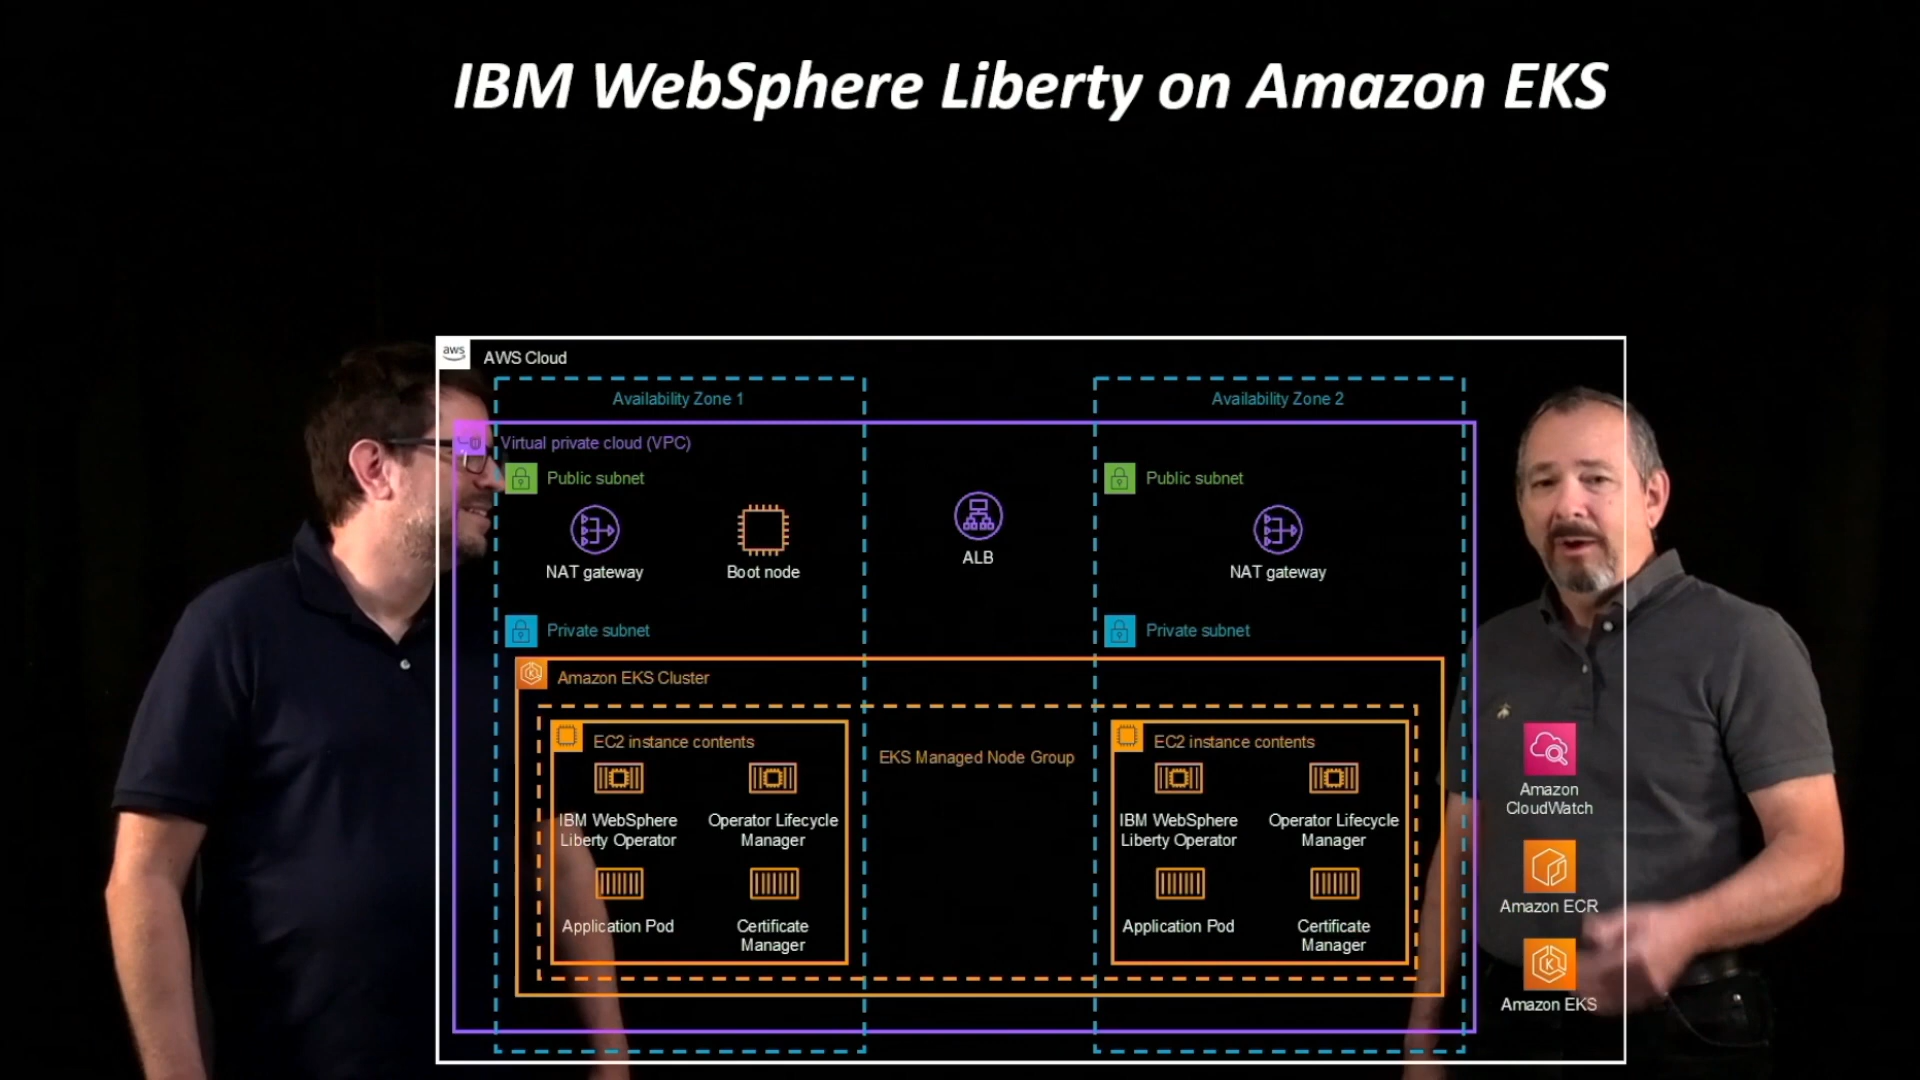 IBM WebSphere Liberty on Amazon EKS
aws
AWS Cloud
Availability Zone 1
Availability Zone 2
Virtual private cloud (VPC)
Public subnet
Public subnet
NAT gateway
Boot node
ALB
NAT gateway
Private subnet
Private subnet
Amazon EKS Cluster
EC2 instance contents
EKS Managed Node Group
EC2 instance contents
IBM WebSphere
Liberty Operator
Operator Lifecycle
Manager
IBM WebSphere
Liberty Operator
Operator Lifecycle
Manager
Application Pod
Certificate
Manager
Application Pod
Certificate
Manager
Amazon
CloudWatch
Amazon ECR
Amazon EKS